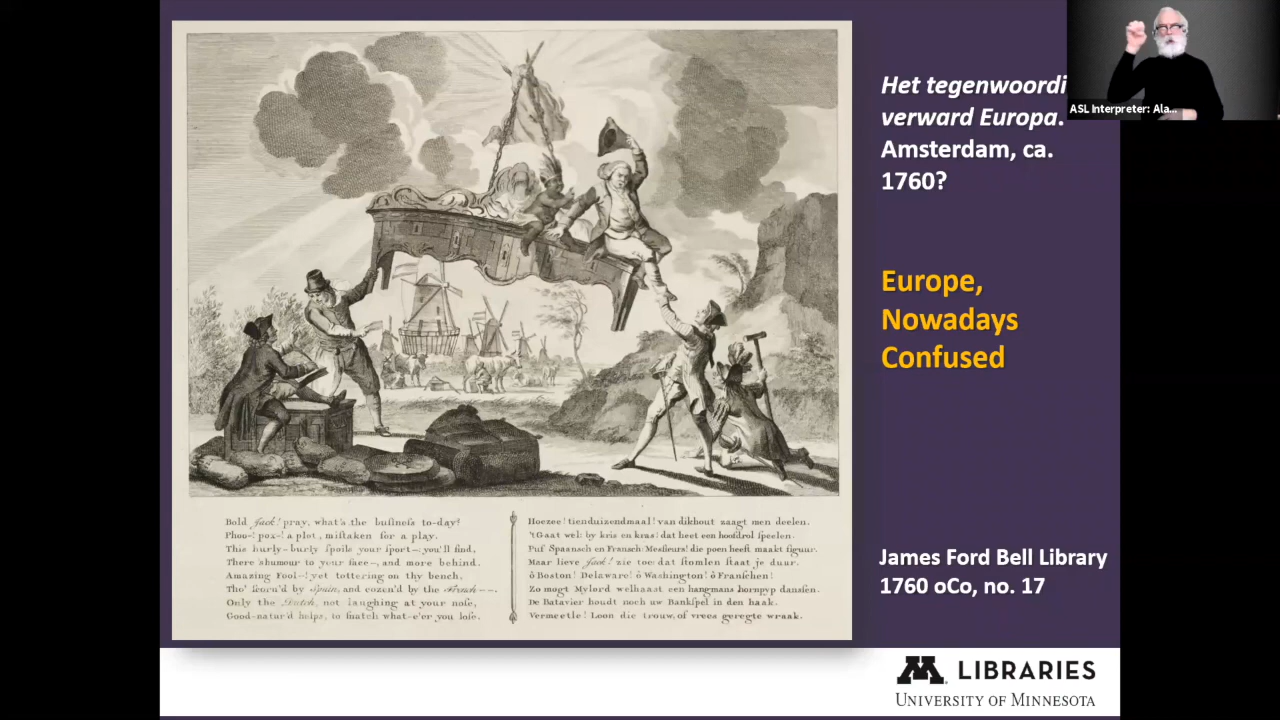 Het tegenwoordi
verward Europa.
Amsterdam, ca.
1760?
ASL Interpreter: Ala...
Europe,
Nowadays
Confused
James Ford Bell Library
1760 oCo, no. 17
Bold Jack! pray, what's the buſineſs to-day?
Phoo-! pox-! a plot, miſtaken for a play.
This hurly-burly ſpoils your ſport—you'll find,
There's humour to your face—, and more behind.
Amazing Fool—! yet tottering on thy bench,
Tho' ſcorn'd by Spain, and cozen'd by the French—.
Only the Dutch, not laughing at your noſe,
Good-natur'd helps, to ſnatch what-e'er you loſe.
Hoezee! tienduizendmaal! van dikhout zaagt men deelen.
't Gaat wel: by kris en kras! dat heet een hoofdrol ſpeelen.
Puf Spaansch en Fransch Mesſieurs! die poen heeft maakt figuur.
Maar lieve Jack! zie toe: dat ſtomlen ſtaat je duur.
ô Boston! Delaware! ô Washington! ô Franſchen!
Zo mogt Mylord welhaast een hangmans hornpyp dansſen.
De Batavier houdt noch uw Bankſpel in den haak.
Vermeetle! Loon die trouw, of vrees geregte wraak.
M LIBRARIES
UNIVERSITY OF MINNESOTA